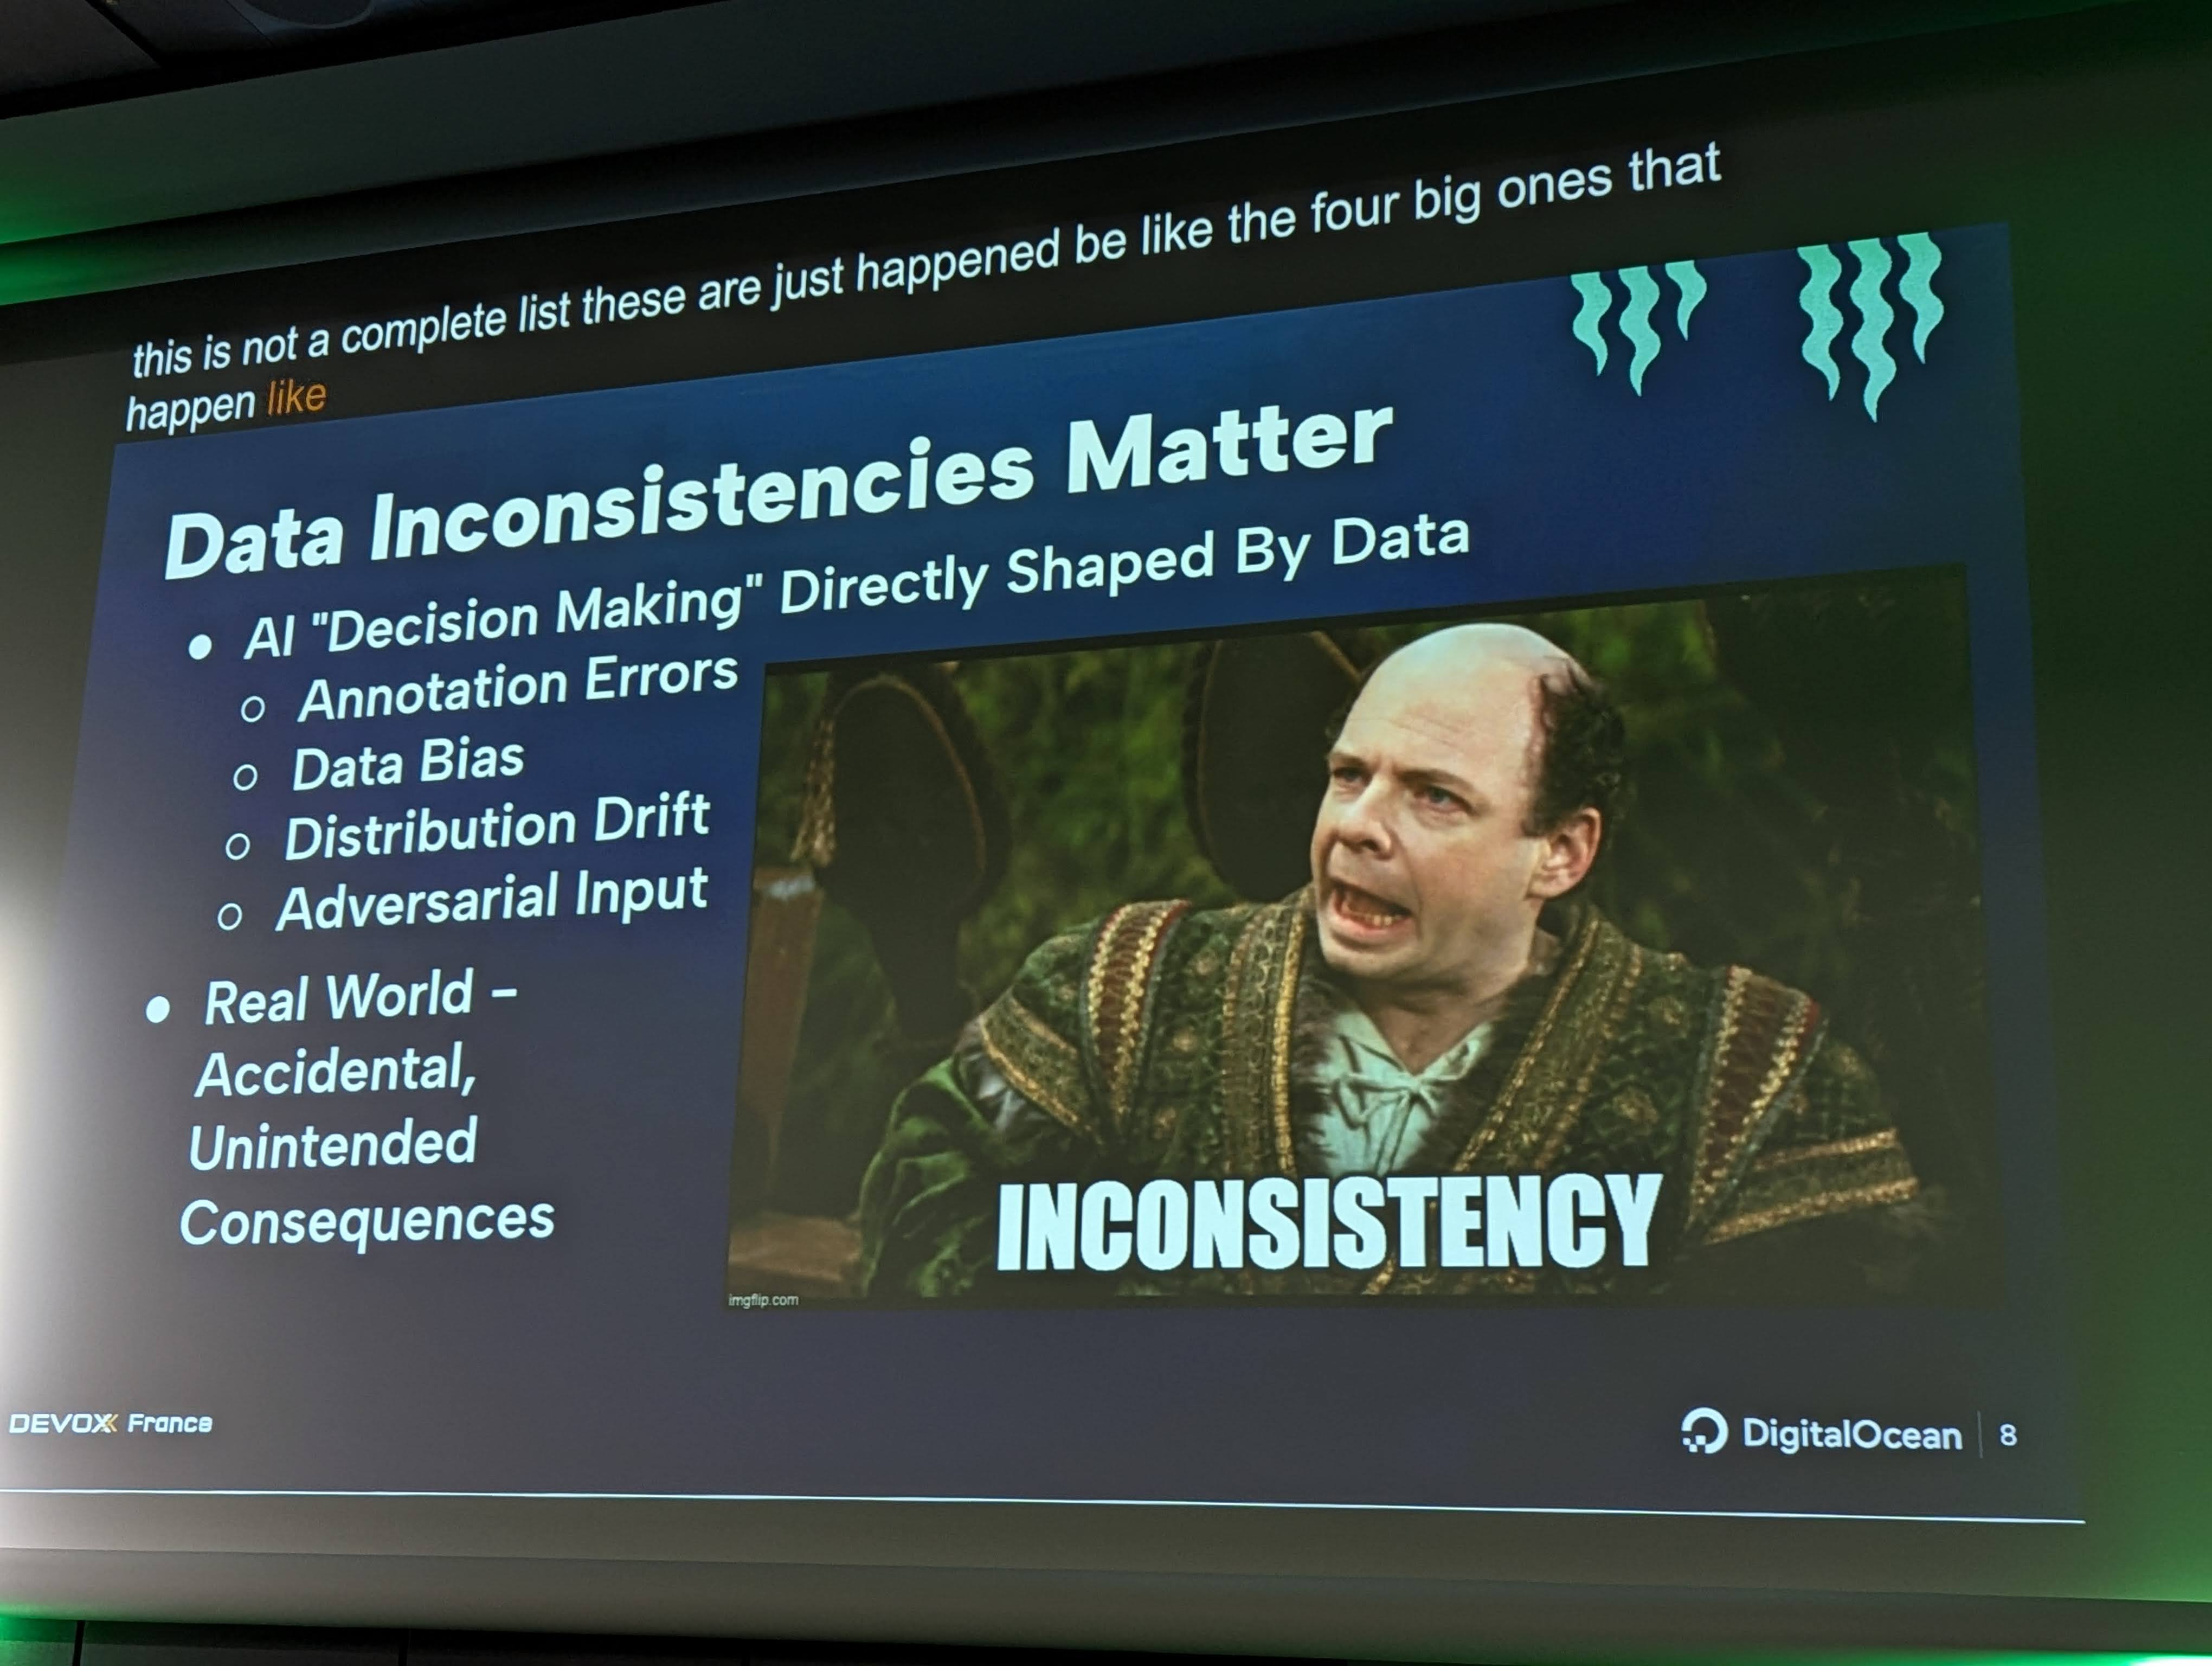 this is not a complete list these are just happened be like the four big ones that
happen like
Data Inconsistencies Matter
● AI "Decision Making" Directly Shaped By Data
○ Annotation Errors
○ Data Bias
○ Distribution Drift
○ Adversarial Input
● Real World –
Accidental,
Unintended
Consequences
INCONSISTENCY
imgflip.com
DEVOXX France
DigitalOcean | 8